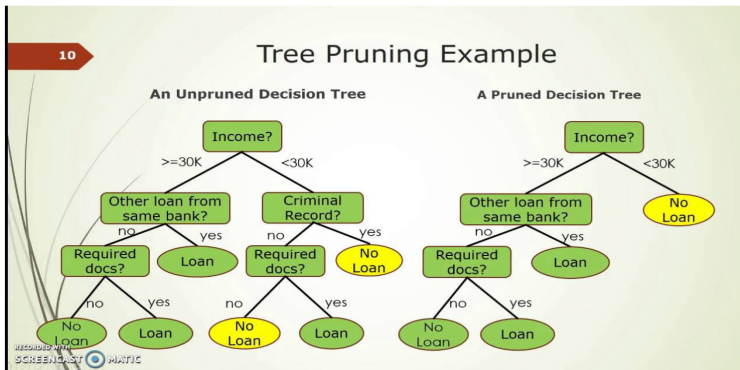 10
Tree Pruning Example
An Unpruned Decision Tree
A Pruned Decision Tree
Income?
>=30K
<30K
Other loan from
same bank?
Criminal
Record?
no
yes
no
yes
Required
docs?
Loan
Required
docs?
No
Loan
no
yes
no
yes
No
Loan
Loan
No
Loan
Loan
Income?
>=30K
<30K
Other loan from
same bank?
No
Loan
no
yes
Required
docs?
Loan
no
yes
No
Loan
Loan
RECORDED WITH
SCREENCAST MATIC